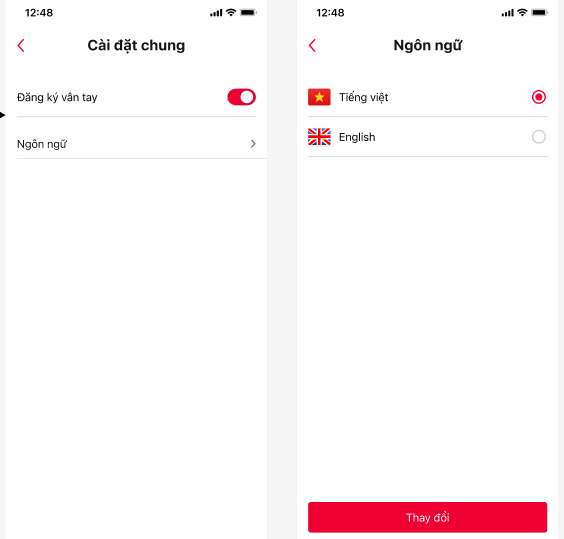 12:48
Cài đặt chung
Đăng ký vân tay
Ngôn ngữ
12:48
Ngôn ngữ
Tiếng việt
English
Thay đổi